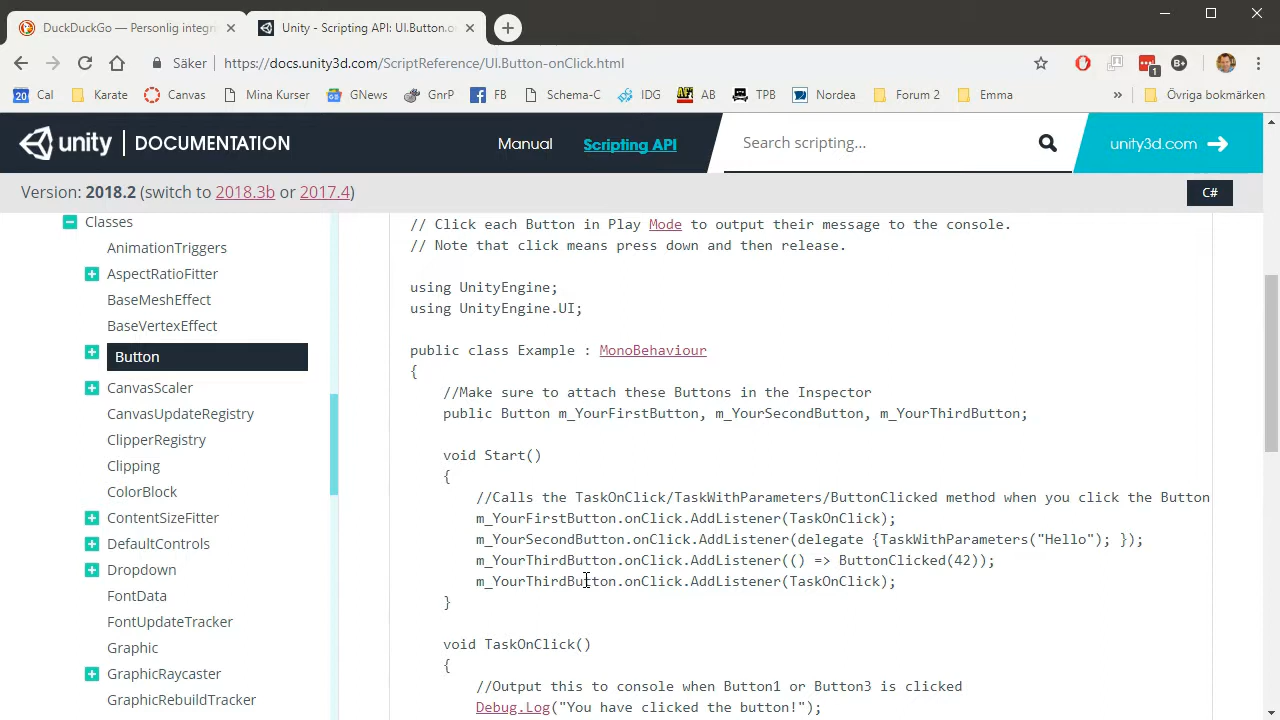 DuckDuckGo — Personlig integri
Unity - Scripting API: UI.Button.o
Säker
https://docs.unity3d.com/ScriptReference/UI.Button-onClick.html
1
20 Cal
Karate
Canvas
Mina Kurser
GNews
GnrP
FB
Schema-C
IDG
AB
TPB
Nordea
Forum 2
Emma
»
Övriga bokmärken
unity | DOCUMENTATION
Manual
Scripting API
Search scripting...
unity3d.com
Version: 2018.2 (switch to 2018.3b or 2017.4)
C#
Classes
AnimationTriggers
AspectRatioFitter
BaseMeshEffect
BaseVertexEffect
Button
CanvasScaler
CanvasUpdateRegistry
ClipperRegistry
Clipping
ColorBlock
ContentSizeFitter
DefaultControls
Dropdown
FontData
FontUpdateTracker
Graphic
GraphicRaycaster
GraphicRebuildTracker
// Click each Button in Play Mode to output their message to the console.
// Note that click means press down and then release.
using UnityEngine;
using UnityEngine.UI;
public class Example : MonoBehaviour
{
//Make sure to attach these Buttons in the Inspector
public Button m_YourFirstButton, m_YourSecondButton, m_YourThirdButton;
void Start()
{
//Calls the TaskOnClick/TaskWithParameters/ButtonClicked method when you click the Button
m_YourFirstButton.onClick.AddListener(TaskOnClick);
m_YourSecondButton.onClick.AddListener(delegate {TaskWithParameters("Hello"); });
m_YourThirdButton.onClick.AddListener(() => ButtonClicked(42));
m_YourThirdButton.onClick.AddListener(TaskOnClick);
}
void TaskOnClick()
{
//Output this to console when Button1 or Button3 is clicked
Debug.Log("You have clicked the button!");